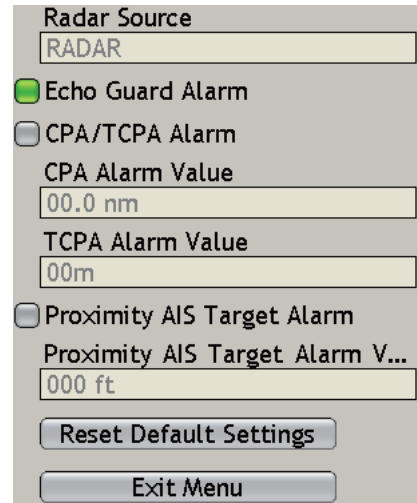 Radar Source
RADAR
Echo Guard Alarm
CPA/TCPA Alarm
CPA Alarm Value
00.0 nm
TCPA Alarm Value
00m
Proximity AIS Target Alarm
Proximity AIS Target Alarm V...
000 ft
Reset Default Settings
Exit Menu